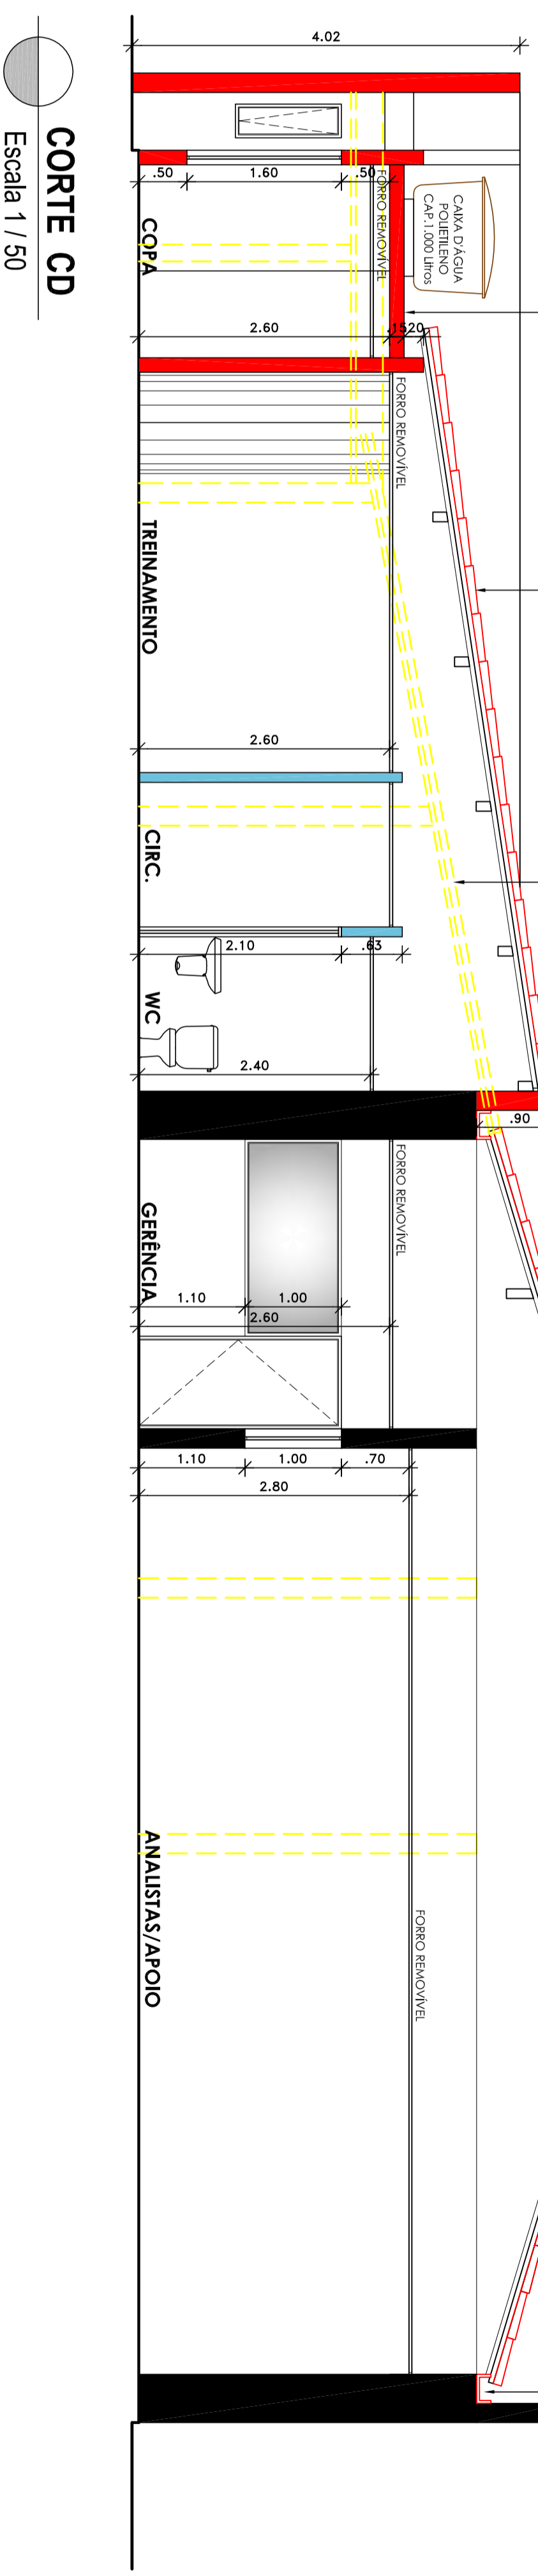 4.02
.50
1.60
.50
FORRO REMOVÍVEL
CAIXA D'ÁGUA
POLIETILENO
CAP.1.000 Litros
COPA
2.60
.15
.20
FORRO REMOVÍVEL
TREINAMENTO
2.60
CIRC.
2.10
.63
WC
2.40
.90
FORRO REMOVÍVEL
GERÊNCIA
1.10
1.00
2.60
1.10
1.00
.70
2.80
ANALISTAS/APOIO
FORRO REMOVÍVEL
CORTE CD
Escala 1 / 50